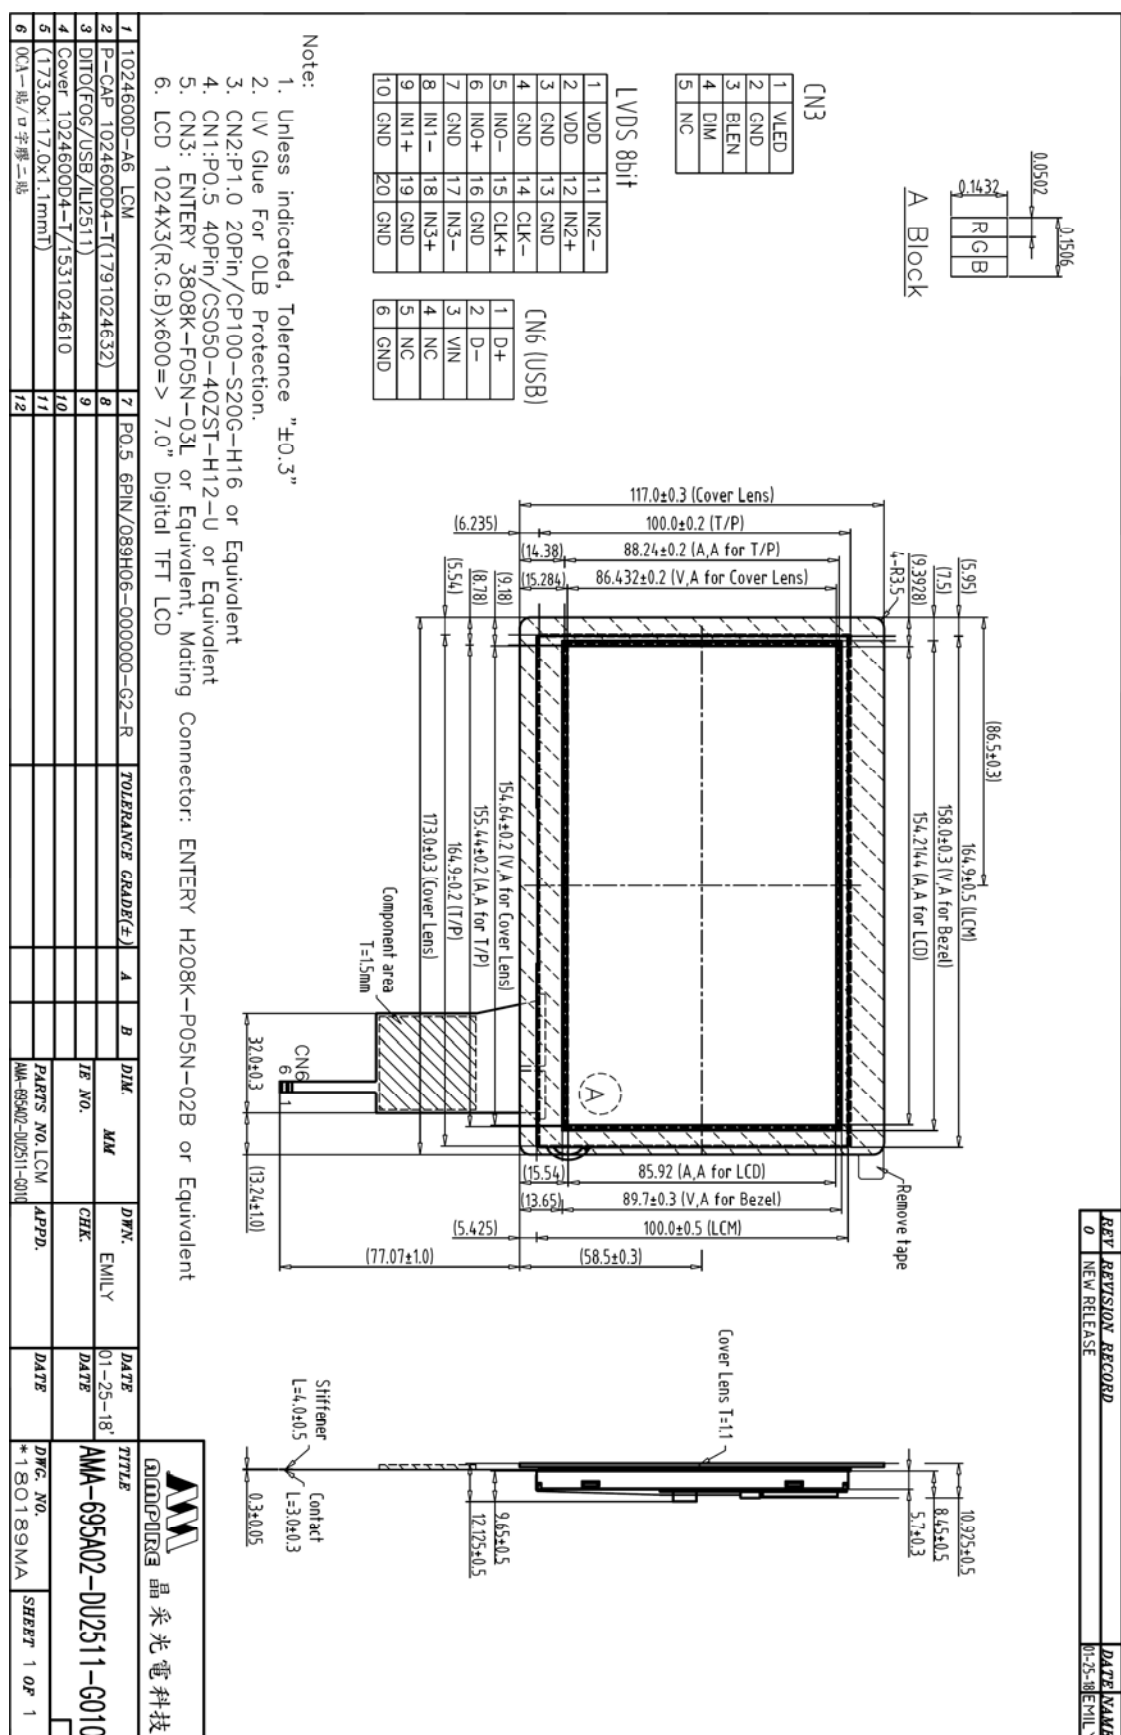 REV REVISION RECORD DATE NAME
0 NEW RELEASE 01-25-18 EMILY
0.0502
0.1506
0.1432
R G B
A Block
CN3
1 VLED
2 GND
3 BLEN
4 DIM
5 NC
LVDS 8bit
1 VDD 11 IN2-
2 VDD 12 IN2+
3 GND 13 GND
4 GND 14 CLK-
5 IN0- 15 CLK+
6 IN0+ 16 GND
7 GND 17 IN3-
8 IN1- 18 IN3+
9 IN1+ 19 GND
10 GND 20 GND
CN6 (USB)
1 D+
2 D-
3 VIN
4 NC
5 NC
6 GND
(86.5±0.3)
(5.95) 164.9±0.5 (LCM)
(7.5) 158.0±0.3 (V,A for Bezel)
(9.3928) 154.2144 (A,A for LCD)
4-R3.5
117.0±0.3 (Cover Lens)
100.0±0.2 (T/P)
(6.235)
88.24±0.2 (A,A for T/P)
(14.38)
86.432±0.2 (V,A for Cover Lens)
(15.284)
A
Remove tape
85.92 (A,A for LCD)
(15.54)
89.7±0.3 (V,A for Bezel)
(13.65)
100.0±0.5 (LCM)
(5.425)
(58.5±0.3)
(77.07±1.0)
(9.18) 154.64±0.2 (V,A for Cover Lens)
(8.78) 155.44±0.2 (A,A for T/P)
(5.54) 164.9±0.2 (T/P)
173.0±0.3 (Cover Lens)
Component area
T=1.5mm
CN6
6 1
32.0±0.3
(13.24±1.0)
Cover Lens T=1.1
10.925±0.5
8.45±0.5
5.7±0.3
9.65±0.5
12.125±0.5
Stiffener
L=4.0±0.5
Contact
L=3.0±0.3
0.3±0.05
Note:
1. Unless indicated, Tolerance "±0.3"
2. UV Glue For OLB Protection.
3. CN2:P1.0 20Pin/CP100-S20G-H16 or Equivalent
4. CN1:P0.5 40Pin/CS050-40ZST-H12-U or Equivalent
5. CN3: ENTERY 3808K-F05N-03L or Equivalent, Mating Connector: ENTERY H208K-P05N-02B or Equivalent
6. LCD 1024X3(R.G.B)x600=> 7.0" Digital TFT LCD
1 1024600D-A6 LCM
2 P-CAP 1024600D4-T(1791024632)
3 DITO(FOG/USB/ILI2511)
4 Cover 1024600D4-T/1531024610
5 (173.0x117.0x1.1mmT)
6 OCA一貼/口字膠二貼
7 P0.5 6PIN/089H06-000000-G2-R
8
9
10
11
12
TOLERANCE GRADE(±) A B
DIM. MM
IE NO.
PARTS NO. LCM
AMA-695A02-DU2511-G010
DWN. EMILY
CHK.
APPD.
DATE 01-25-18'
DATE
DATE
AMPIRE 晶采光電科技
TITLE
AMA-695A02-DU2511-G010
DWG. NO.
*180189MA
SHEET 1 OF 1